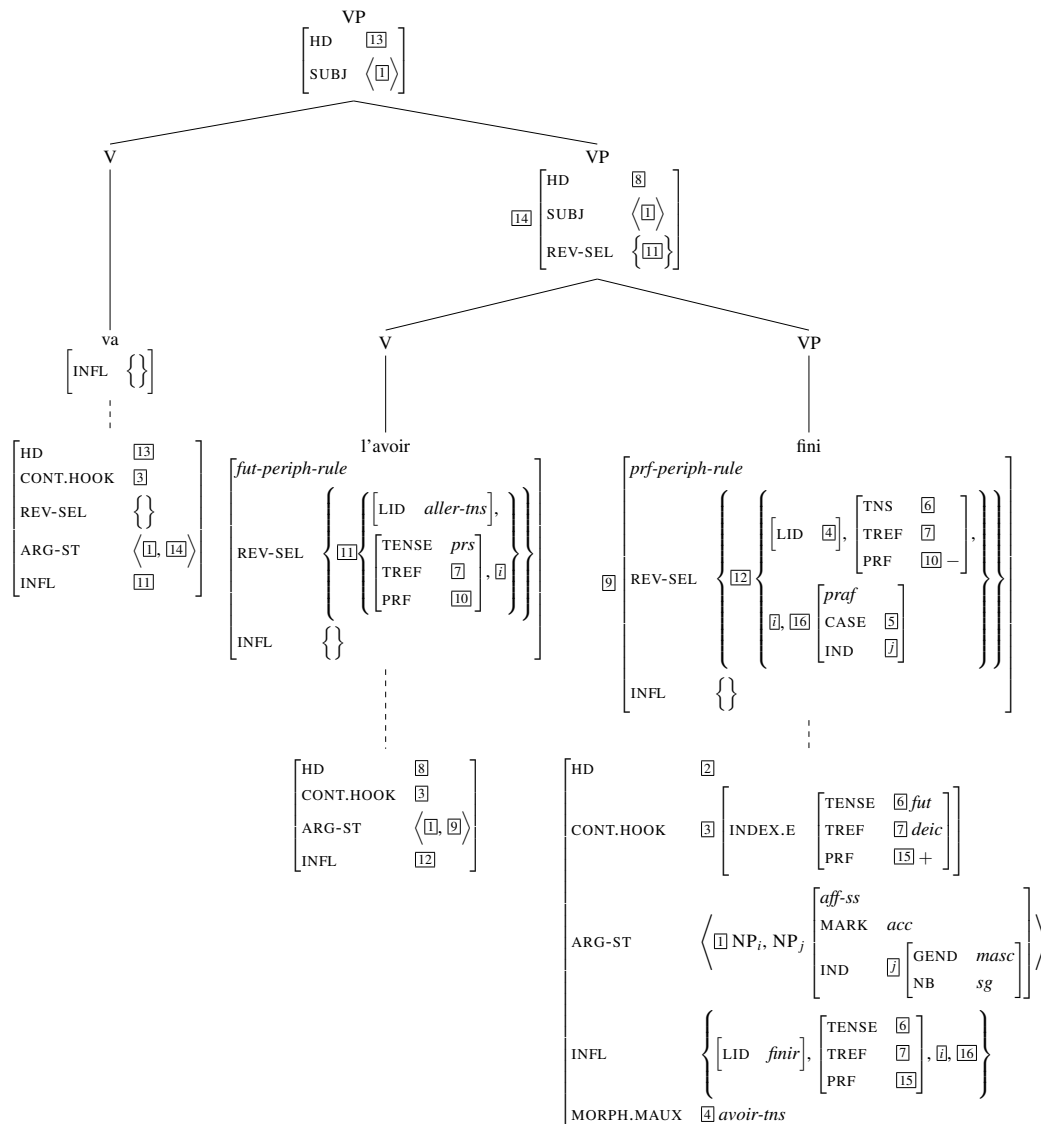 VP
HD 13
SUBJ ⟨1⟩
V
VP
14
HD 8
SUBJ ⟨1⟩
REV-SEL {11}
va
INFL {}
V
VP
HD 13
CONT.HOOK 3
REV-SEL {}
ARG-ST ⟨1, 14⟩
INFL 11
l'avoir
fut-periph-rule
REV-SEL { 11 { [LID aller-tns],
TENSE prs
TREF 7 , i
PRF 10
} }
INFL {}
fini
9
prf-periph-rule
REV-SEL { 12 { [LID 4],
TNS 6
TREF 7 ,
PRF 10 −
i, 16
praf
CASE 5
IND j
} }
INFL {}
HD 8
CONT.HOOK 3
ARG-ST ⟨1, 9⟩
INFL 12
HD 2
CONT.HOOK 3 INDEX.E
TENSE 6 fut
TREF 7 deic
PRF 15 +
ARG-ST ⟨ 1 NPi, NPj
aff-ss
MARK acc
IND j
GEND masc
NB sg
⟩
INFL { [LID finir],
TENSE 6
TREF 7 , i, 16
PRF 15
}
MORPH.MAUX 4 avoir-tns